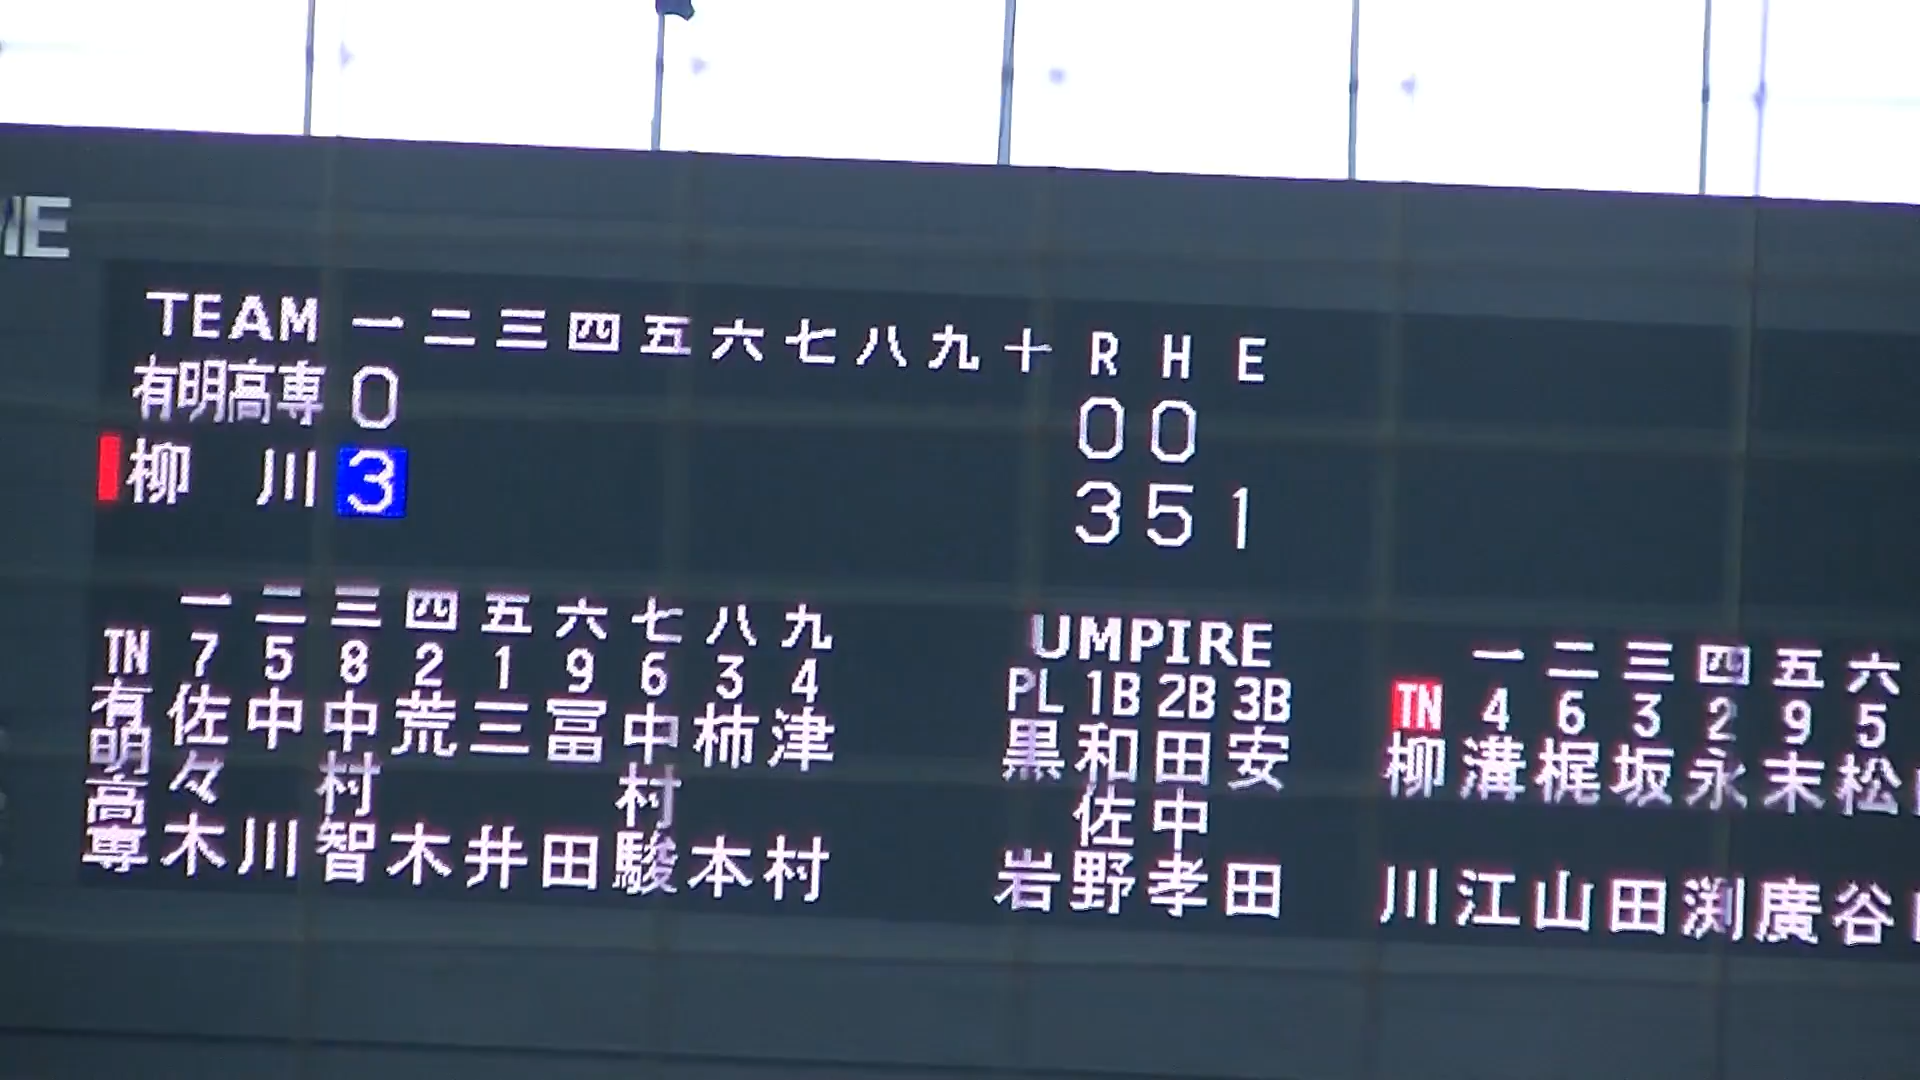 TEAM 一 二 三 四 五 六 七 八 九 十 R H E
有明高専 0 0 0
柳 川 3 3 5 1
一 二 三 四 五 六 七 八 九
TN 7 5 8 2 1 9 6 3 4
有明高専 佐々木 中川 中村智 荒木 三井 冨田 中村駿 柿本 津村
UMPIRE
PL 1B 2B 3B
黒岩 和佐野 田中孝 安田
一 二 三 四 五 六
TN 4 6 3 2 9 5
柳川 溝江 梶山 坂田 永渕 末廣 松谷